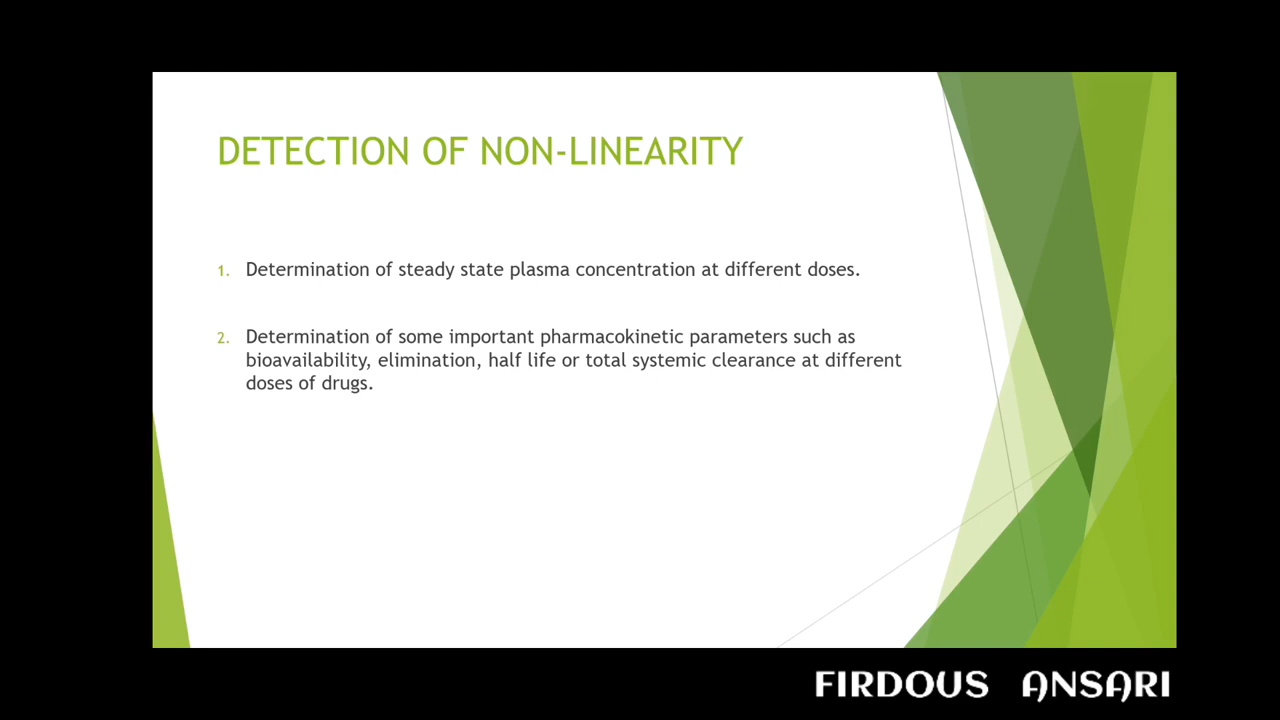 DETECTION OF NON-LINEARITY
1. Determination of steady state plasma concentration at different doses.
2. Determination of some important pharmacokinetic parameters such as
bioavailability, elimination, half life or total systemic clearance at different
doses of drugs.
FIRDOUS ANSARI